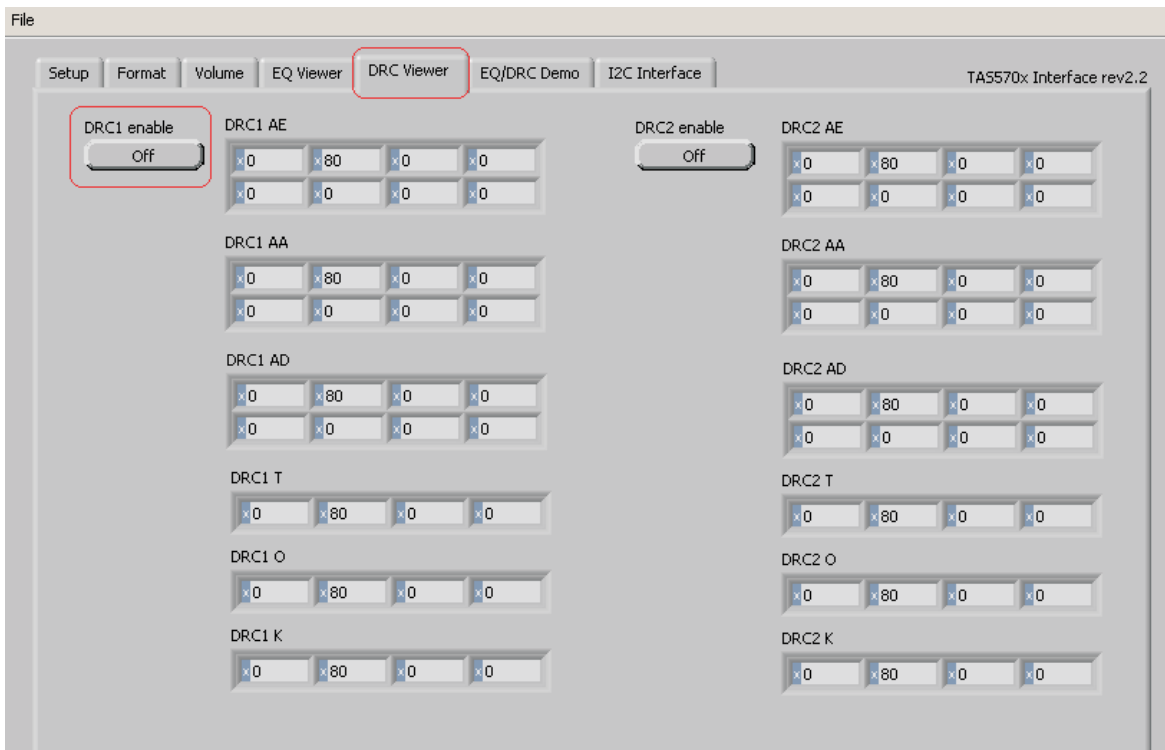 File
Setup Format Volume EQ Viewer DRC Viewer EQ/DRC Demo I2C Interface
TAS570x Interface rev2.2
DRC1 enable
Off
DRC1 AE
x0 x80 x0 x0
x0 x0 x0 x0
DRC1 AA
x0 x80 x0 x0
x0 x0 x0 x0
DRC1 AD
x0 x80 x0 x0
x0 x0 x0 x0
DRC1 T
x0 x80 x0 x0
DRC1 O
x0 x80 x0 x0
DRC1 K
x0 x80 x0 x0
DRC2 enable
Off
DRC2 AE
x0 x80 x0 x0
x0 x0 x0 x0
DRC2 AA
x0 x80 x0 x0
x0 x0 x0 x0
DRC2 AD
x0 x80 x0 x0
x0 x0 x0 x0
DRC2 T
x0 x80 x0 x0
DRC2 O
x0 x80 x0 x0
DRC2 K
x0 x80 x0 x0